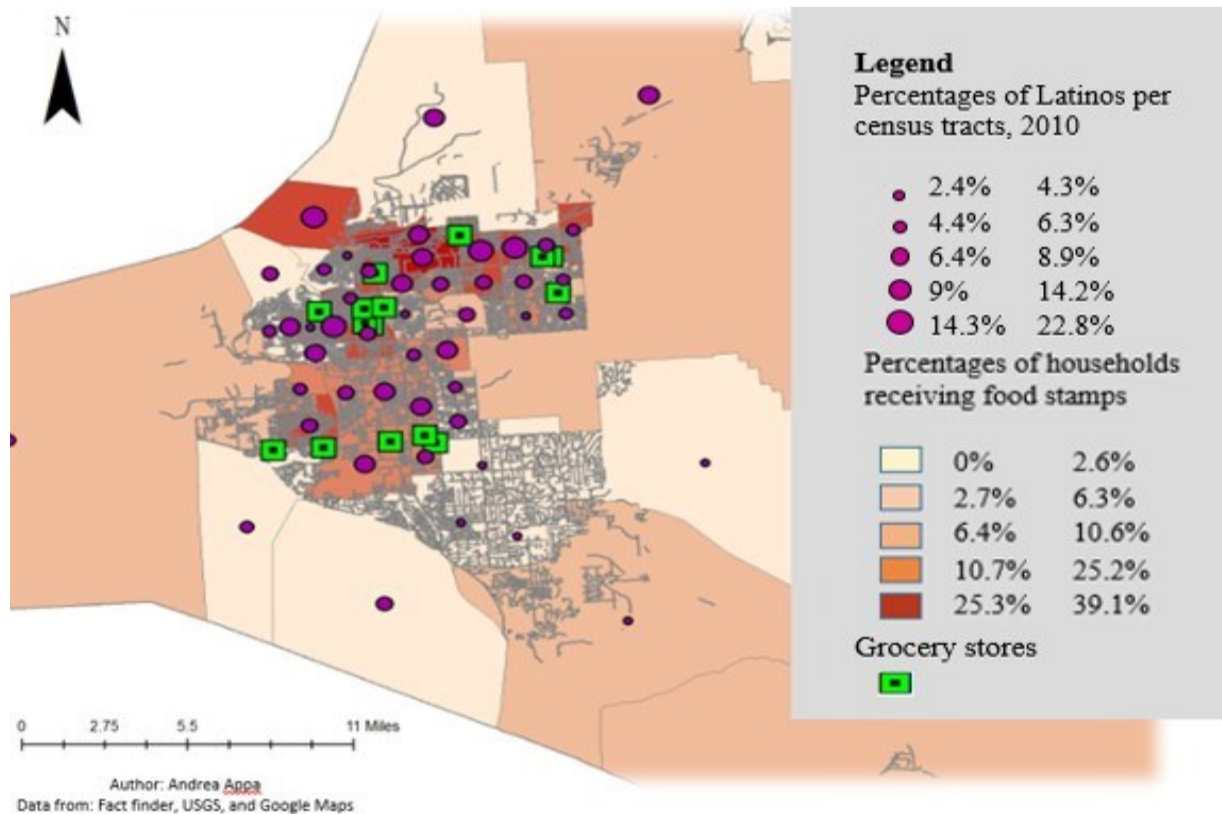 N
Legend
Percentages of Latinos per
census tracts, 2010
2.4% 4.3%
4.4% 6.3%
6.4% 8.9%
9% 14.2%
14.3% 22.8%
Percentages of households
receiving food stamps
0% 2.6%
2.7% 6.3%
6.4% 10.6%
10.7% 25.2%
25.3% 39.1%
Grocery stores
0 2.75 5.5 11 Miles
Author: Andrea Appa
Data from: Fact finder, USGS, and Google Maps